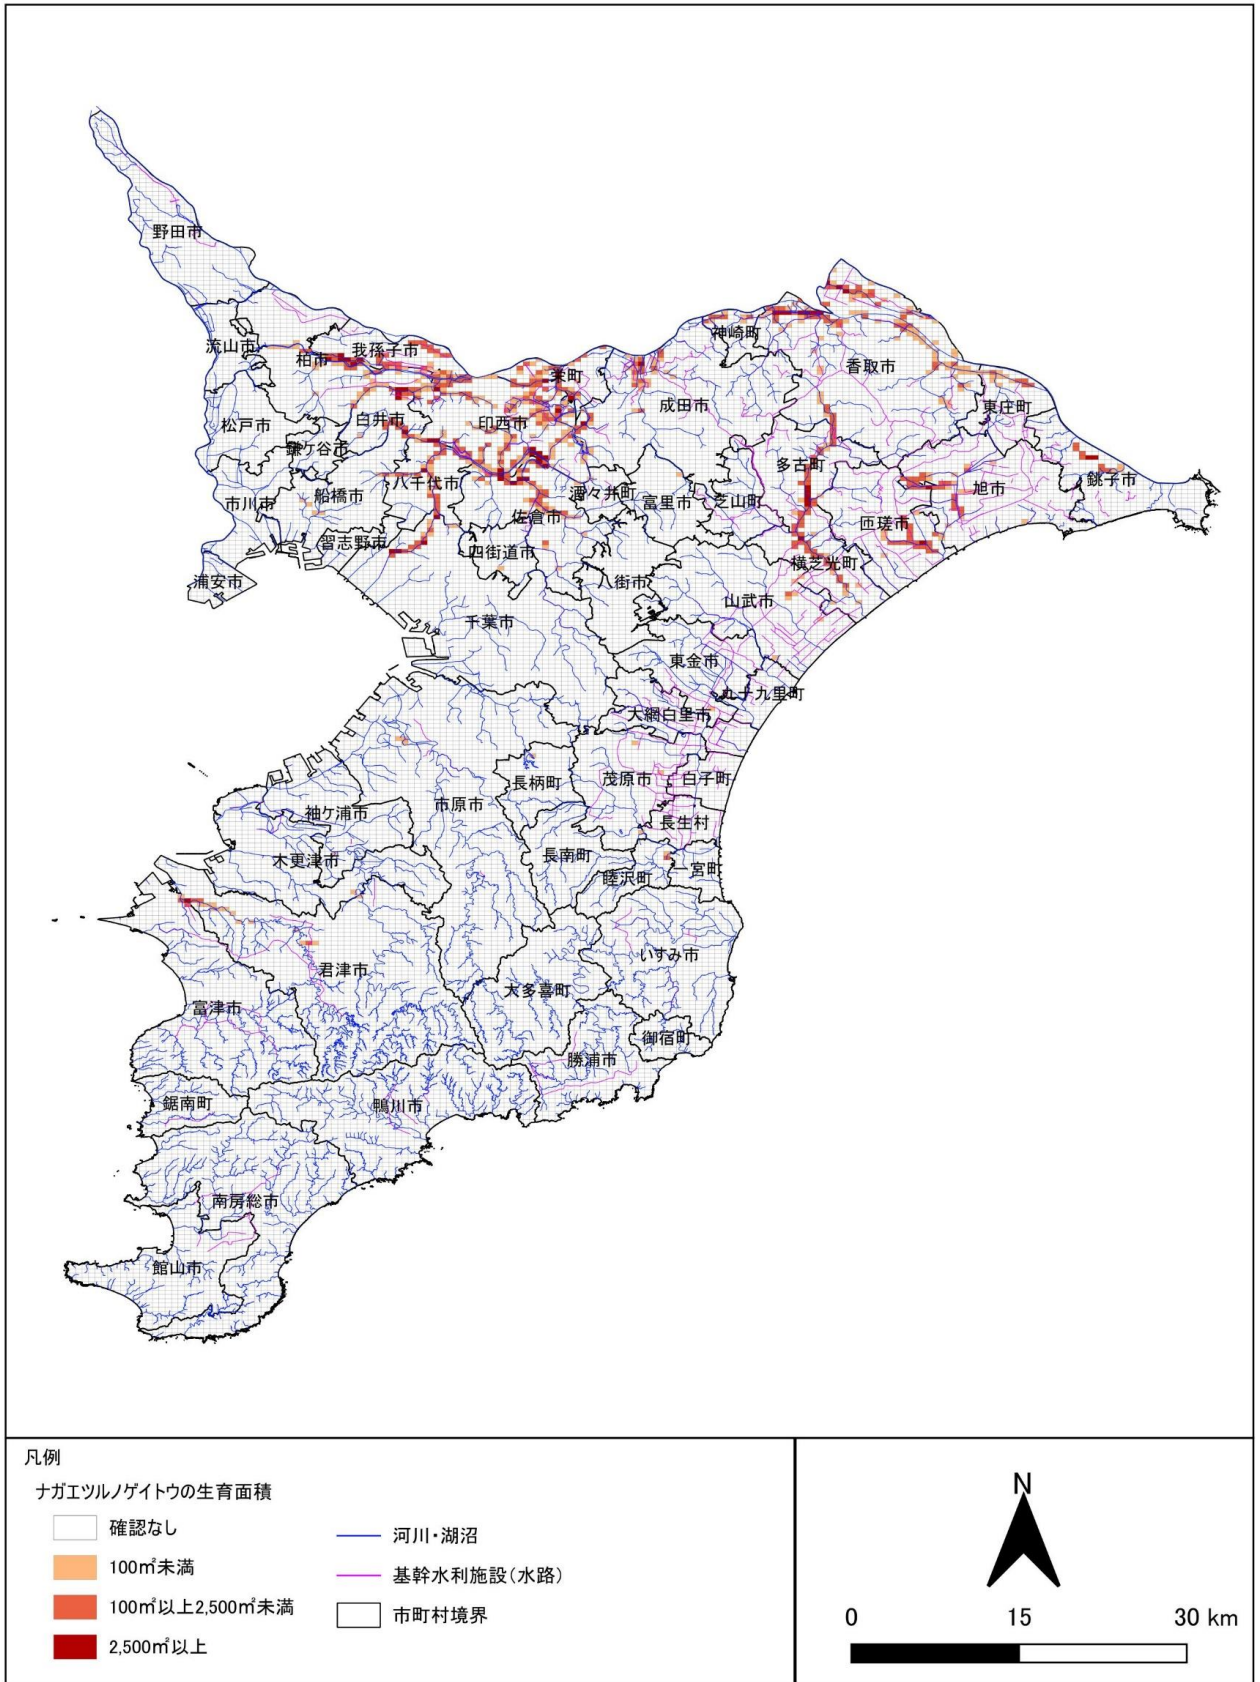 野田市
流山市
柏市
我孫子市
神崎町
香取市
栄町
成田市
東庄町
松戸市
白井市
印西市
鎌ケ谷市
多古町
銚子市
市川市
船橋市
八千代市
酒々井町
富里市
芝山町
旭市
佐倉市
匝瑳市
習志野市
四街道市
横芝光町
浦安市
八街市
山武市
千葉市
東金市
九十九里町
大網白里市
長柄町
茂原市
白子町
市原市
袖ケ浦市
長生村
木更津市
長南町
睦沢町
一宮町
いすみ市
君津市
大多喜町
富津市
御宿町
勝浦市
鋸南町
鴨川市
南房総市
館山市
凡例
ナガエツルノゲイトウの生育面積
確認なし
100㎡未満
100㎡以上2,500㎡未満
2,500㎡以上
河川・湖沼
基幹水利施設(水路)
市町村境界
N
0 15 30 km